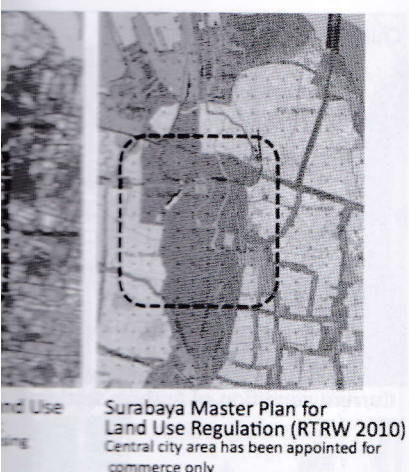 nd Use
Surabaya Master Plan for
Land Use Regulation (RTRW 2010)
Central city area has been appointed for
commerce only